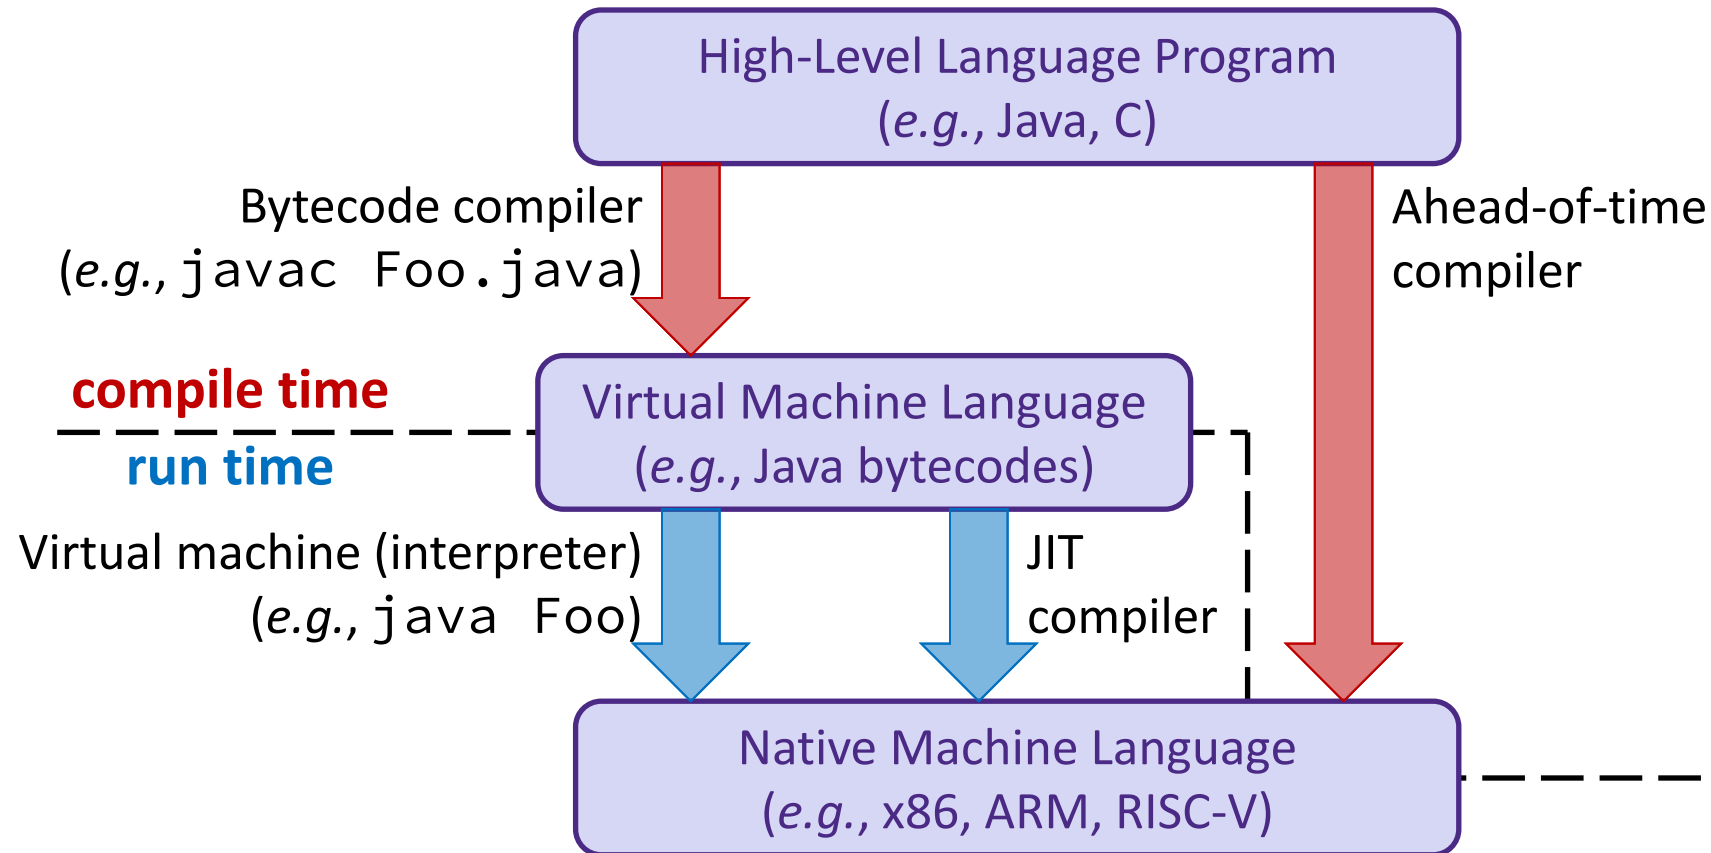 High-Level Language Program
(e.g., Java, C)
Bytecode compiler
(e.g., javac Foo.java)
Ahead-of-time
compiler
compile time
run time
Virtual Machine Language
(e.g., Java bytecodes)
Virtual machine (interpreter)
(e.g., java Foo)
JIT
compiler
Native Machine Language
(e.g., x86, ARM, RISC-V)